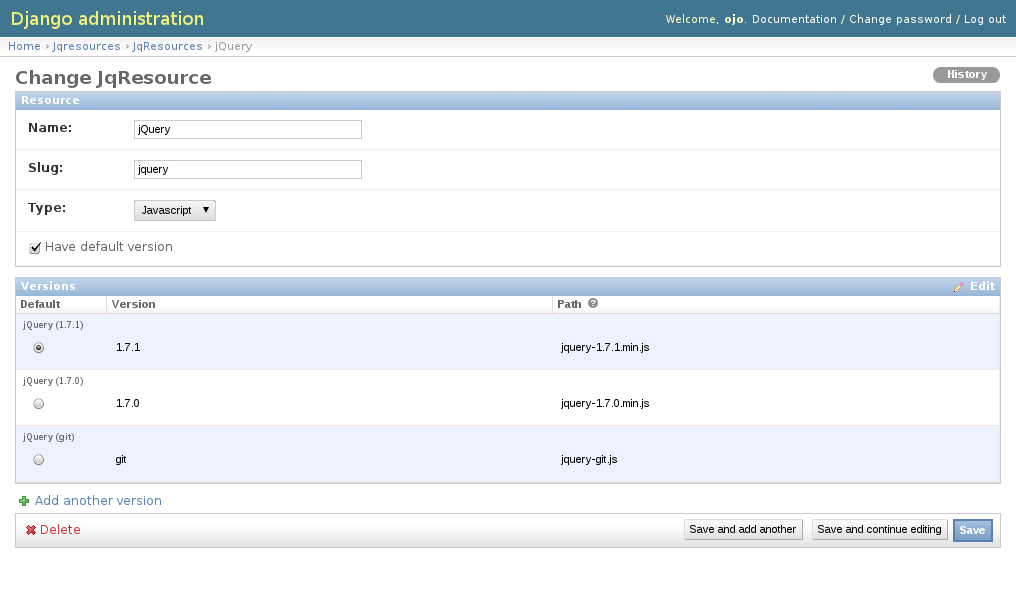 Django administration
Welcome, ojo. Documentation / Change password / Log out
Home › Jqresources › JqResources › jQuery
Change JqResource
History
Resource
Name: jQuery
Slug: jquery
Type: Javascript
Have default version
Versions Edit
Default Version Path
jQuery (1.7.1)
1.7.1 jquery-1.7.1.min.js
jQuery (1.7.0)
1.7.0 jquery-1.7.0.min.js
jQuery (git)
git jquery-git.js
Add another version
Delete Save and add another Save and continue editing Save